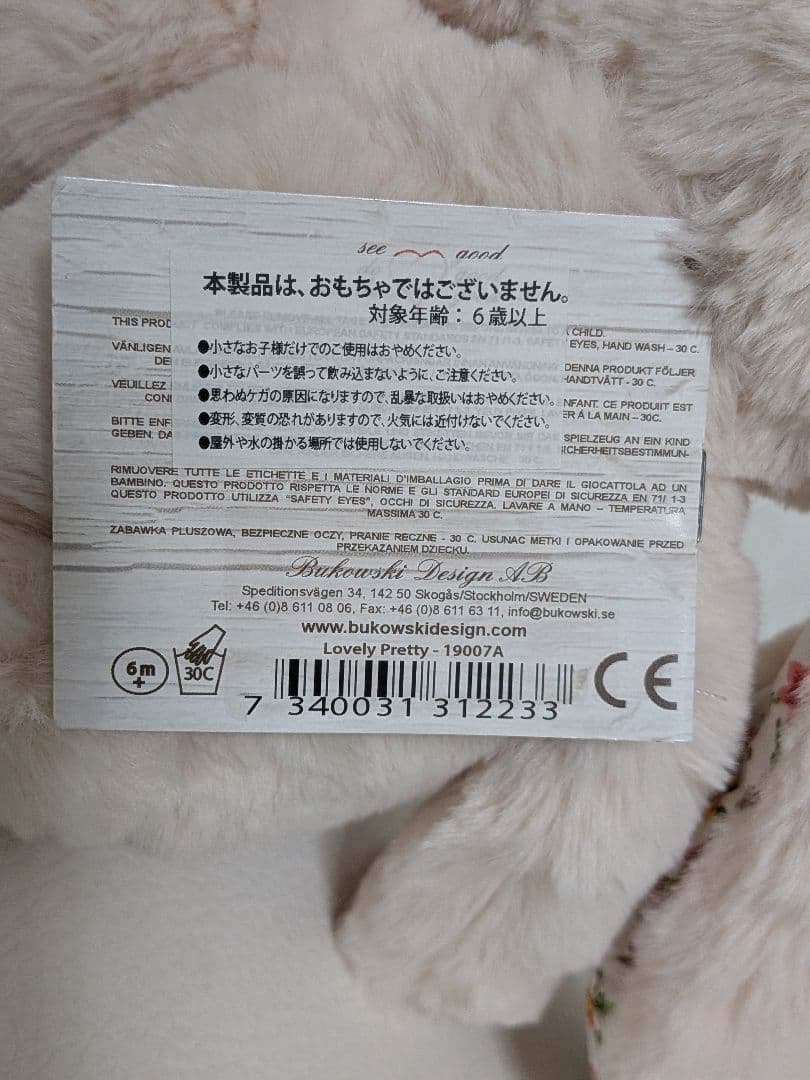 see good
本製品は、おもちゃではございません。
対象年齢：６歳以上
THIS PROD CHILD.
EYES, HAND WASH – 30 C.
VÄNLIGEN DENNA PRODUKT FÖLJER
HANDTVÄTT - 30 C.
VEUILLEZ ENFANT. CE PRODUIIT EST
CON ER À LA MAIN – 30C.
BITTE ENF SPIELZEUG AN EIN KIND
GEBEN. DA SICHERHEITSBESTIMMUN-
●小さなお子様だけでのご使用はおやめください。
●小さなパーツを誤って飲み込まないように、ご注意ください。
●思わぬケガの原因になりますので、乱暴な取扱いはおやめください。
●変形、変質の恐れがありますので、火気には近付けないでください。
●屋外や水の掛かる場所では使用しないでください。
RIMUOVERE TUTTE LE ETICHETTE E I MATERIALI D'IMBALLAGIO PRIMA DI DARE IL GIOCATTOLA AD UN
BAMBINO. QUESTO PRODOTTO RISPETTA LE NORME E GLI STANDARD EUROPEI DI SICUREZZA EN 71/ 1-3
QUESTO PRODOTTO UTILIZZA "SAFETY EYES", OCCHI DI SICUREZZA. LAVARE A MANO – TEMPERATURA
MASSIMA 30 C.
ZABAWKA PLUSZOWA, BEZPIECZNE OCZY, PRANIE RECZNE - 30 C. USUNAC METKI I OPAKOWANIE PRZED
PRZEKAZANIEM DZIECKU.
Bukowski Design AB
Speditionsvägen 34, 142 50 Skogås/Stockholm/SWEDEN
Tel: +46 (0)8 611 08 06, Fax: +46 (0)8 611 63 11, info@bukowski.se
www.bukowskidesign.com
Lovely Pretty - 19007A
6 m
+
30C
7 340031 312233
CE